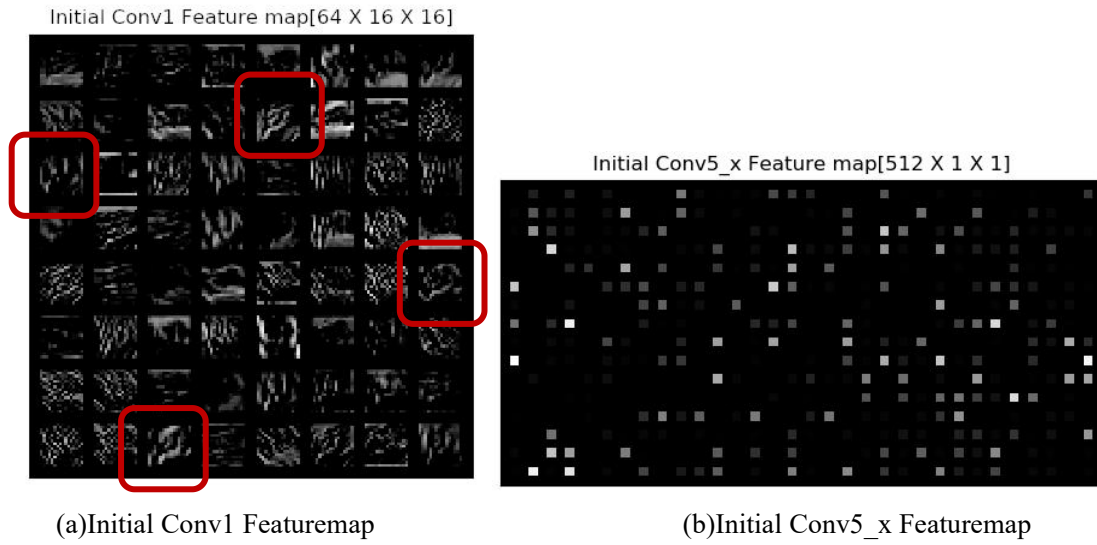 Initial Conv1 Feature map[64 X 16 X 16]
Initial Conv5_x Feature map[512 X 1 X 1]
(a)Initial Conv1 Featuremap
(b)Initial Conv5_x Featuremap